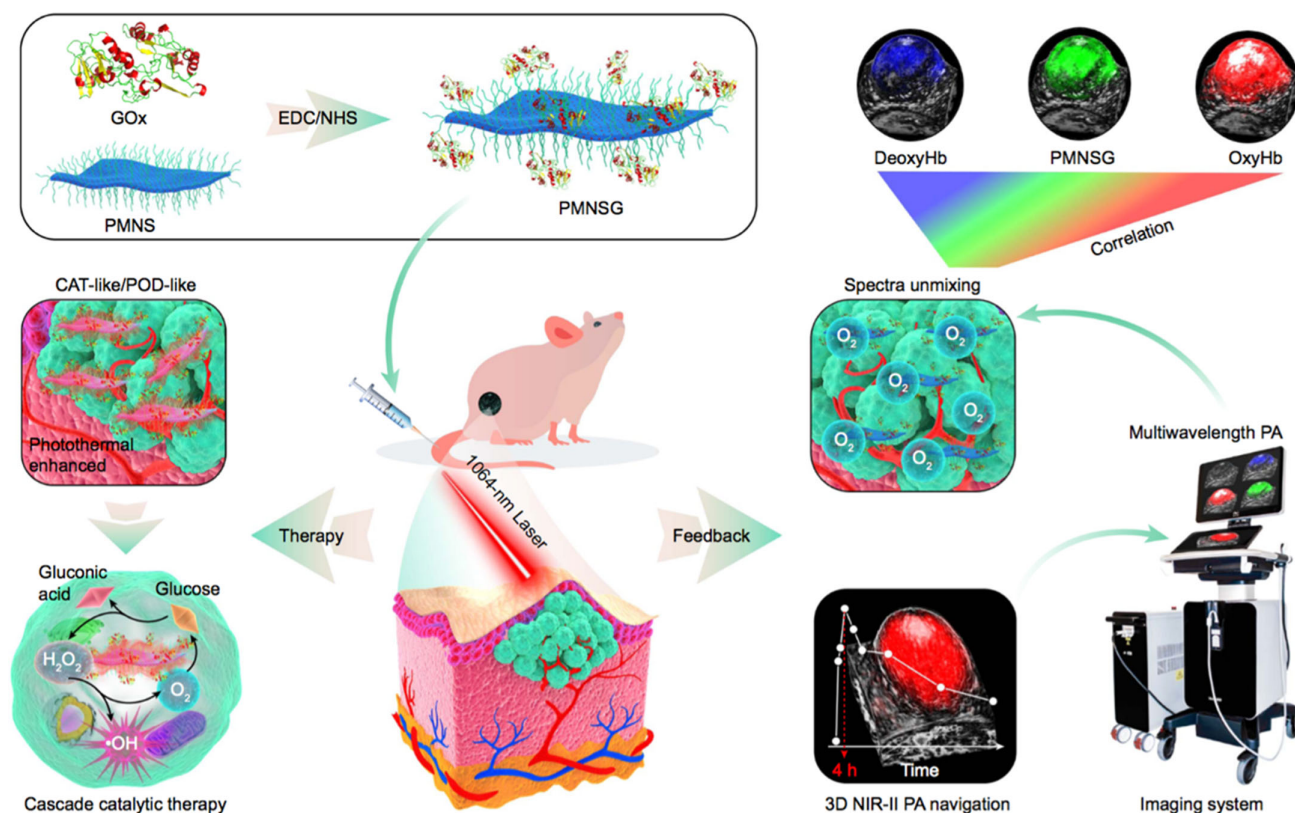 GOx
EDC/NHS
PMNS
PMNSG
DeoxyHb
PMNSG
OxyHb
Correlation
CAT-like/POD-like
Photothermal
enhanced
Spectra unmixing
O₂
O₂
O₂
O₂
O₂
O₂
Multiwavelength PA
1064-nm Laser
Therapy
Feedback
Gluconic
acid
Glucose
H₂O₂
O₂
•OH
Cascade catalytic therapy
4 h
Time
3D NIR-II PA navigation
Imaging system